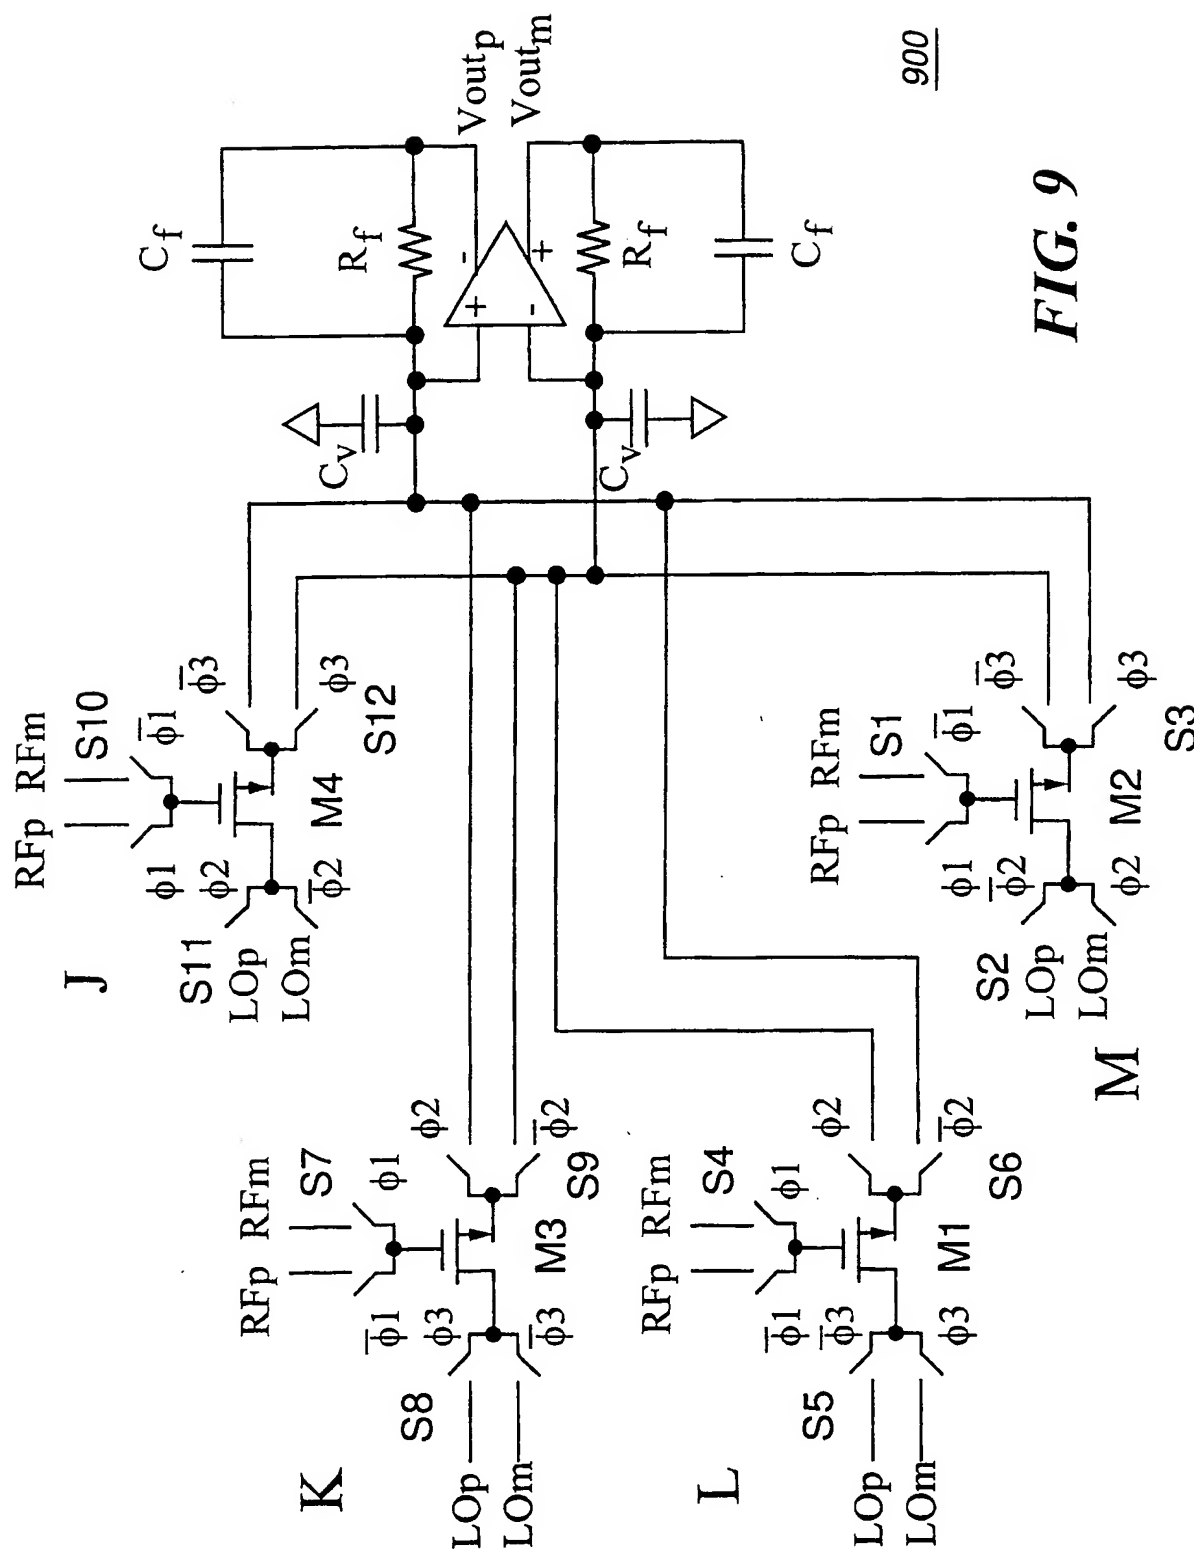 J
RFp RFm
S10
ϕ1
ϕ̅1
S11
ϕ2
ϕ̅3
LOp
LOm
ϕ̅2
M4
ϕ3
S12
K
RFp RFm
S7
ϕ̅1
ϕ1
S8
ϕ3
ϕ2
LOp
LOm
ϕ̅3
M3
ϕ̅2
S9
Cf
Rf
Cv
+
-
Voutp
-
+
Voutm
Cv
Rf
Cf
L
RFp RFm
S4
ϕ̅1
ϕ1
S5
ϕ̅3
ϕ2
LOp
LOm
ϕ3
M1
ϕ̅2
S6
M
RFp RFm
S1
ϕ1
ϕ̅1
S2
ϕ̅2
ϕ̅3
LOp
LOm
ϕ2
M2
ϕ3
S3
900
FIG. 9